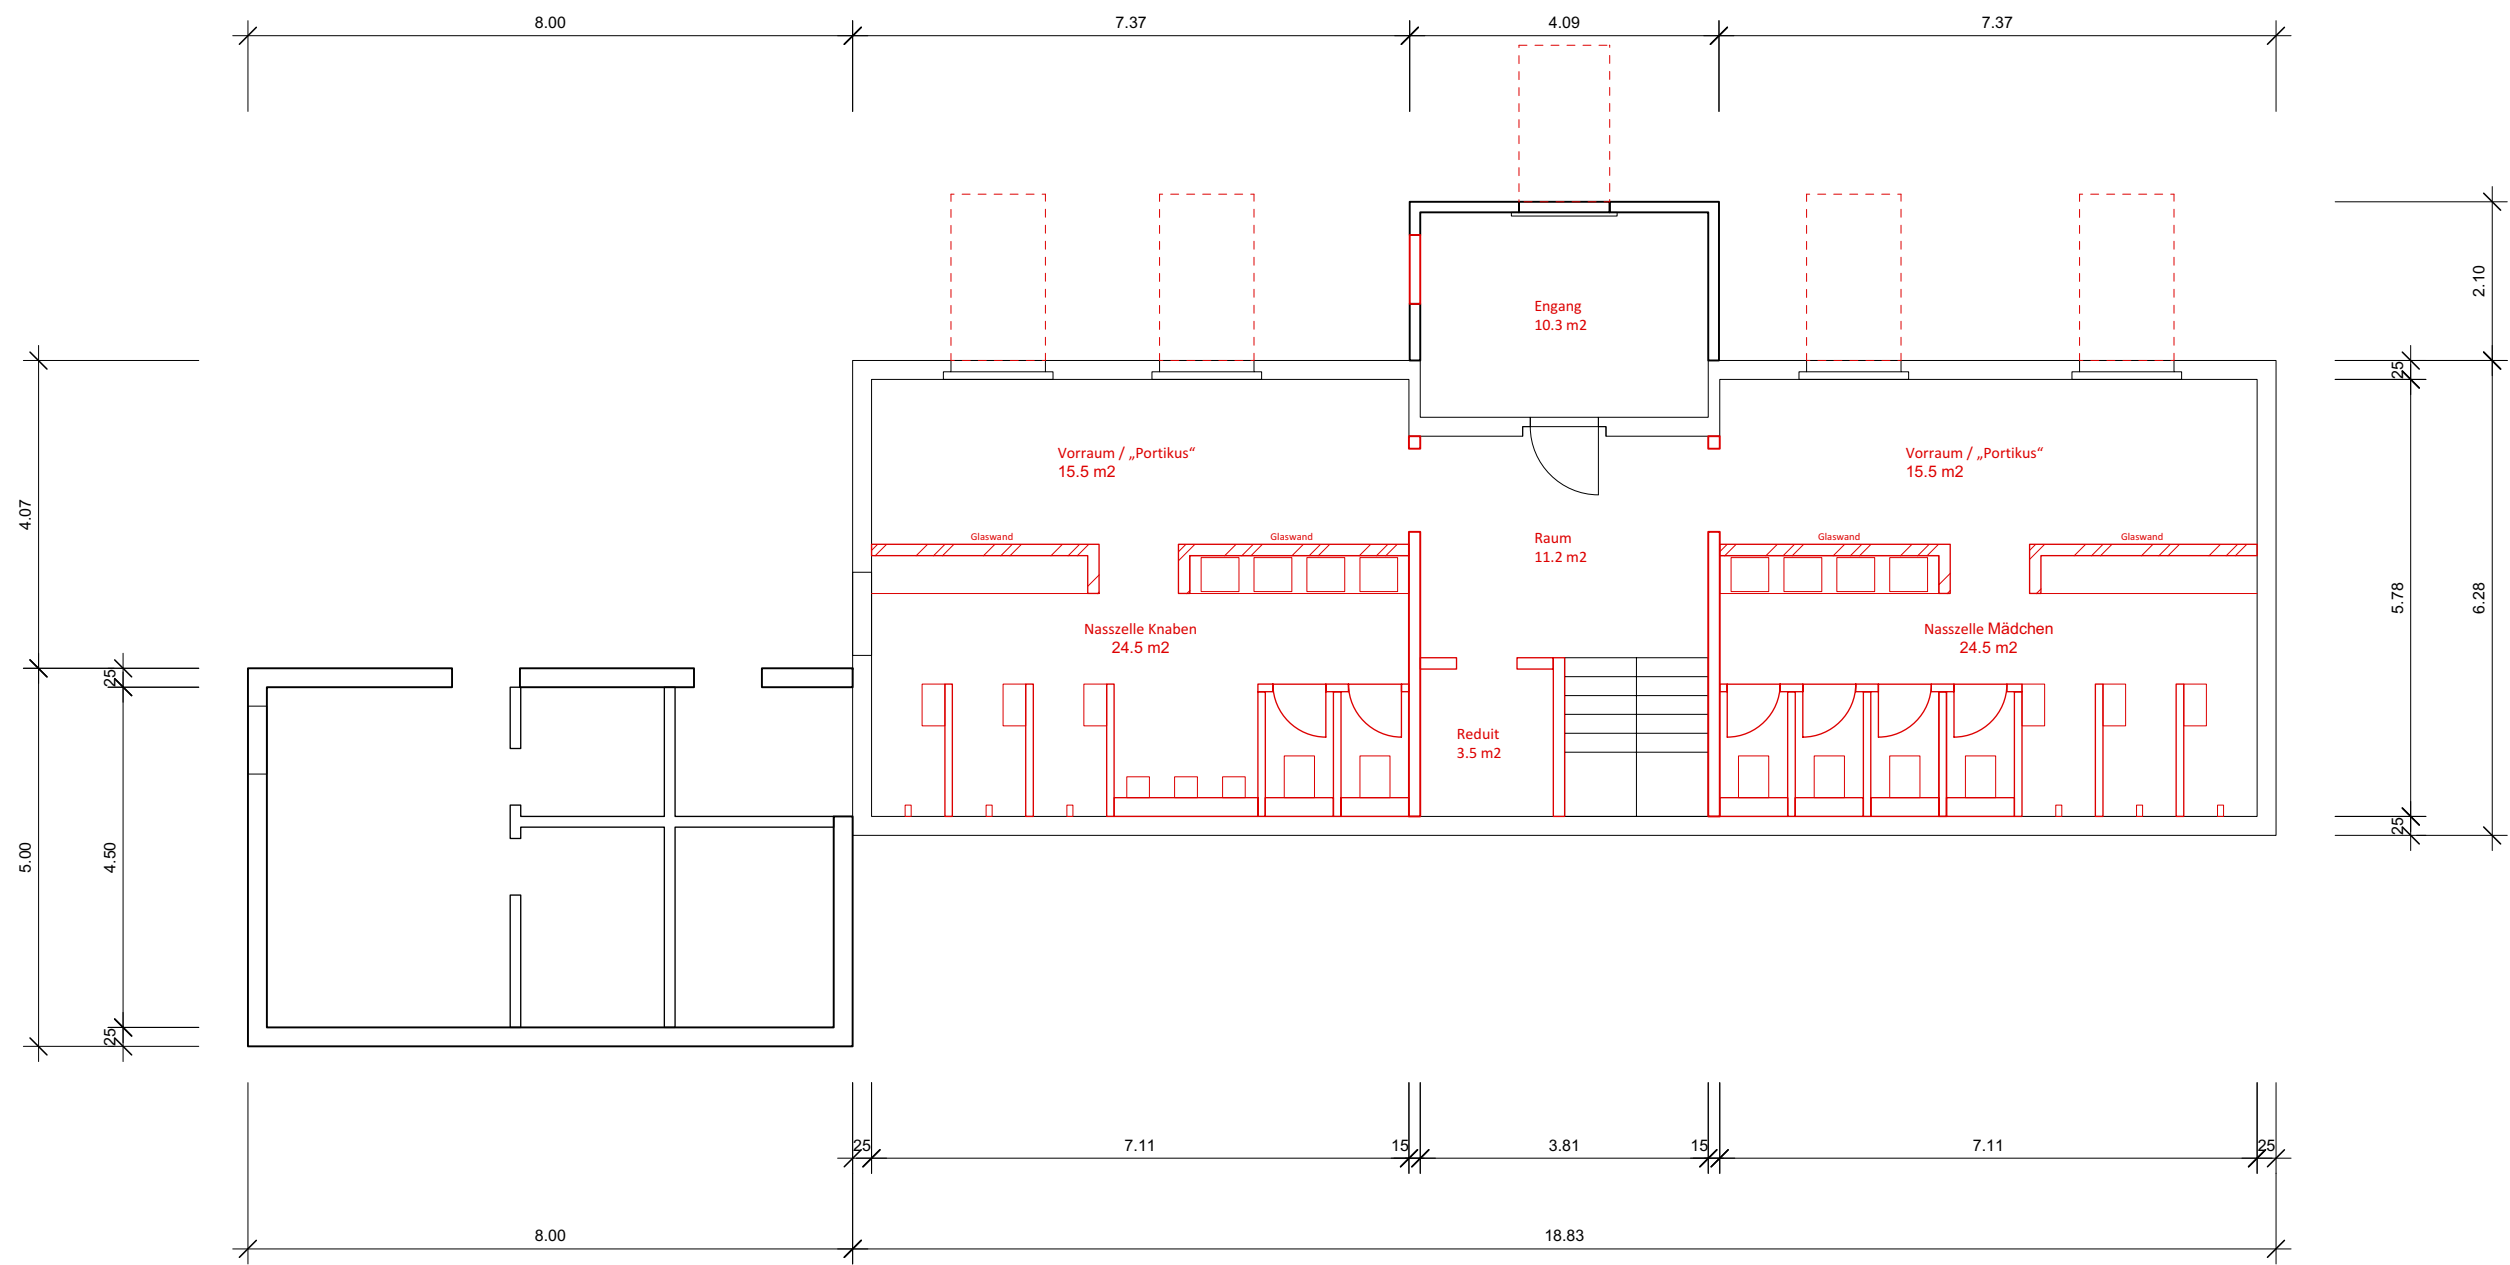 8.00
7.37
4.09
7.37
2.10
Engang
10.3 m2
25
Vorraum / „Portikus“
15.5 m2
Vorraum / „Portikus“
15.5 m2
4.07
Glaswand
Glaswand
Raum
11.2 m2
Glaswand
Glaswand
5.78
6.28
Nasszelle Knaben
24.5 m2
Nasszelle Mädchen
24.5 m2
25
Reduit
3.5 m2
25
5.00
4.50
25
25
7.11
15
3.81
15
7.11
25
8.00
18.83